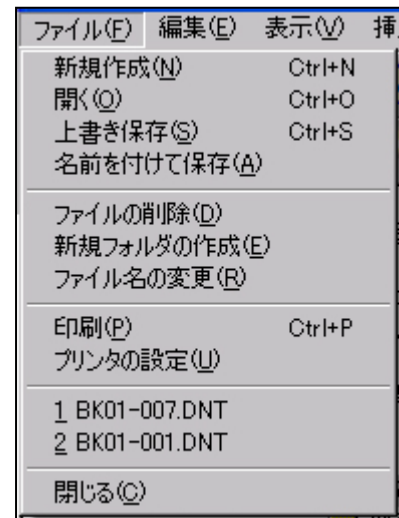 ファイル(F) 編集(E) 表示(V) 挿
新規作成(N) Ctrl+N
開く(O) Ctrl+O
上書き保存(S) Ctrl+S
名前を付けて保存(A)
ファイルの削除(D)
新規フォルダの作成(E)
ファイル名の変更(R)
印刷(P) Ctrl+P
プリンタの設定(U)
1 BK01-007.DNT
2 BK01-001.DNT
閉じる(C)